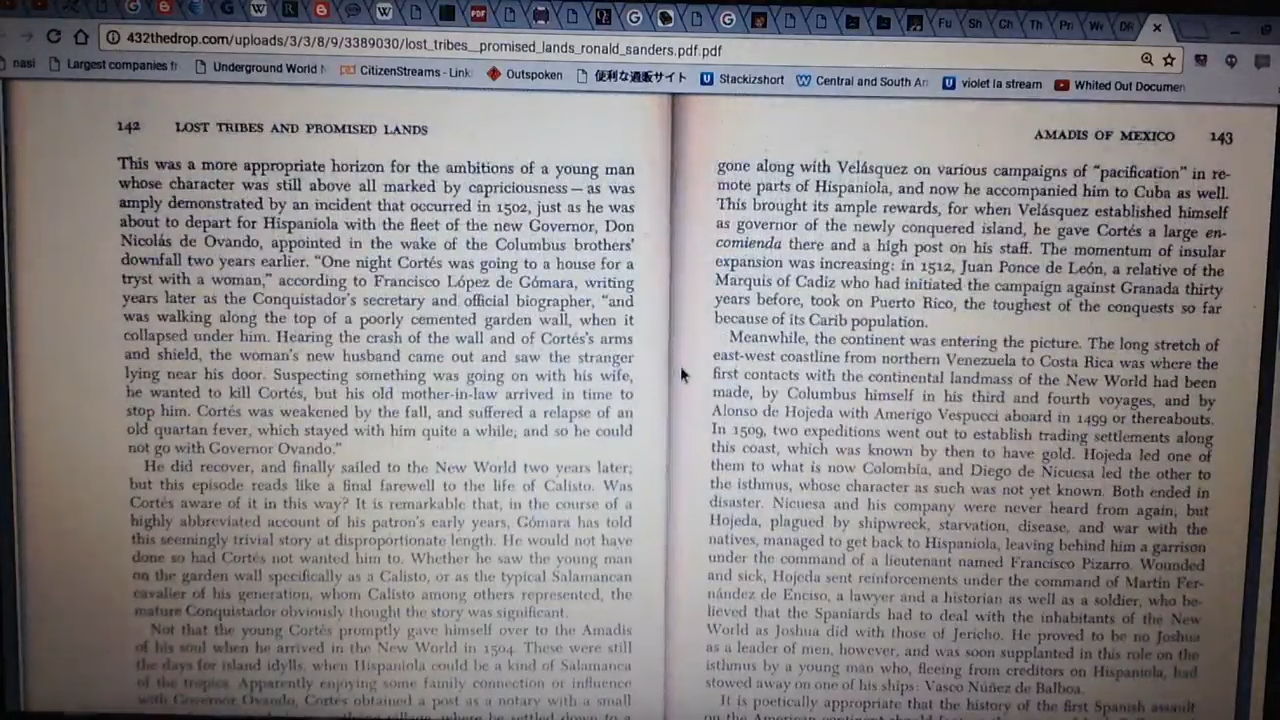 Fu
Sh
Ch
Th
432thedrop.com/uploads/3/3/8/9/3389030/lost_tribes__promised_lands_ronald_sanders.pdf.pdf
nasi
Largest companies
Underground World
CitizenStreams - Link
Outspoken
便利な通販サイト
Stackizshort
Central and South
violet la stream
Whited Out Documen
142 LOST TRIBES AND PROMISED LANDS
This was a more appropriate horizon for the ambitions of a young man
whose character was still above all marked by capriciousness — as was
amply demonstrated by an incident that occurred in 1502, just as he was
about to depart for Hispaniola with the fleet of the new Governor, Don
Nicolás de Ovando, appointed in the wake of the Columbus brothers'
downfall two years earlier. "One night Cortés was going to a house for a
tryst with a woman," according to Francisco López de Gómara, writing
years later as the Conquistador's secretary and official biographer, "and
was walking along the top of a poorly cemented garden wall, when it
collapsed under him. Hearing the crash of the wall and of Cortés's arms
and shield, the woman's new husband came out and saw the stranger
lying near his door. Suspecting something was going on with his wife,
he wanted to kill Cortés, but his old mother-in-law arrived in time to
stop him. Cortés was weakened by the fall, and suffered a relapse of an
old quartan fever, which stayed with him quite a while; and so he could
not go with Governor Ovando."
He did recover, and finally sailed to the New World two years later;
but this episode reads like a final farewell to the life of Calisto. Was
Cortés aware of it in this way? It is remarkable that, in the course of a
highly abbreviated account of his patron's early years, Gómara has told
this seemingly trivial story at disproportionate length. He would not have
done so had Cortés not wanted him to. Whether he saw the young man
on the garden wall specifically as a Calisto, or as the typical Salamancan
cavalier of his generation, whom Calisto among others represented, the
mature Conquistador obviously thought the story was significant.
Not that the young Cortés promptly gave himself over to the Amadis
of his soul when he arrived in the New World in 1504. These were still
the days for island idylls, when Hispaniola could be a kind of Salamanca
of the tropics. Apparently enjoying some family connection or influence
with Governor Ovando, Cortés obtained a post as a notary with a small
where he settled down to a
AMADIS OF MEXICO 143
gone along with Velásquez on various campaigns of "pacification" in re-
mote parts of Hispaniola, and now he accompanied him to Cuba as well.
This brought its ample rewards, for when Velásquez established himself
as governor of the newly conquered island, he gave Cortés a large en-
comienda there and a high post on his staff. The momentum of insular
expansion was increasing: in 1512, Juan Ponce de León, a relative of the
Marquis of Cadiz who had initiated the campaign against Granada thirty
years before, took on Puerto Rico, the toughest of the conquests so far
because of its Carib population.
Meanwhile, the continent was entering the picture. The long stretch of
east-west coastline from northern Venezuela to Costa Rica was where the
first contacts with the continental landmass of the New World had been
made, by Columbus himself in his third and fourth voyages, and by
Alonso de Hojeda with Amerigo Vespucci aboard in 1499 or thereabouts.
In 1509, two expeditions went out to establish trading settlements along
this coast, which was known by then to have gold. Hojeda led one of
them to what is now Colombia, and Diego de Nicuesa led the other to
the isthmus, whose character as such was not yet known. Both ended in
disaster. Nicuesa and his company were never heard from again, but
Hojeda, plagued by shipwreck, starvation, disease, and war with the
natives, managed to get back to Hispaniola, leaving behind him a garrison
under the command of a lieutenant named Francisco Pizarro. Wounded
and sick, Hojeda sent reinforcements under the command of Martín Fer-
nández de Enciso, a lawyer and a historian as well as a soldier, who be-
lieved that the Spaniards had to deal with the inhabitants of the New
World as Joshua did with those of Jericho. He proved to be no Joshua
as a leader of men, however, and was soon supplanted in this role on the
isthmus by a young man who, fleeing from creditors on Hispaniola, had
stowed away on one of his ships: Vasco Núñez de Balboa.
It is poetically appropriate that the history of the first Spanish assault
on the American continent should